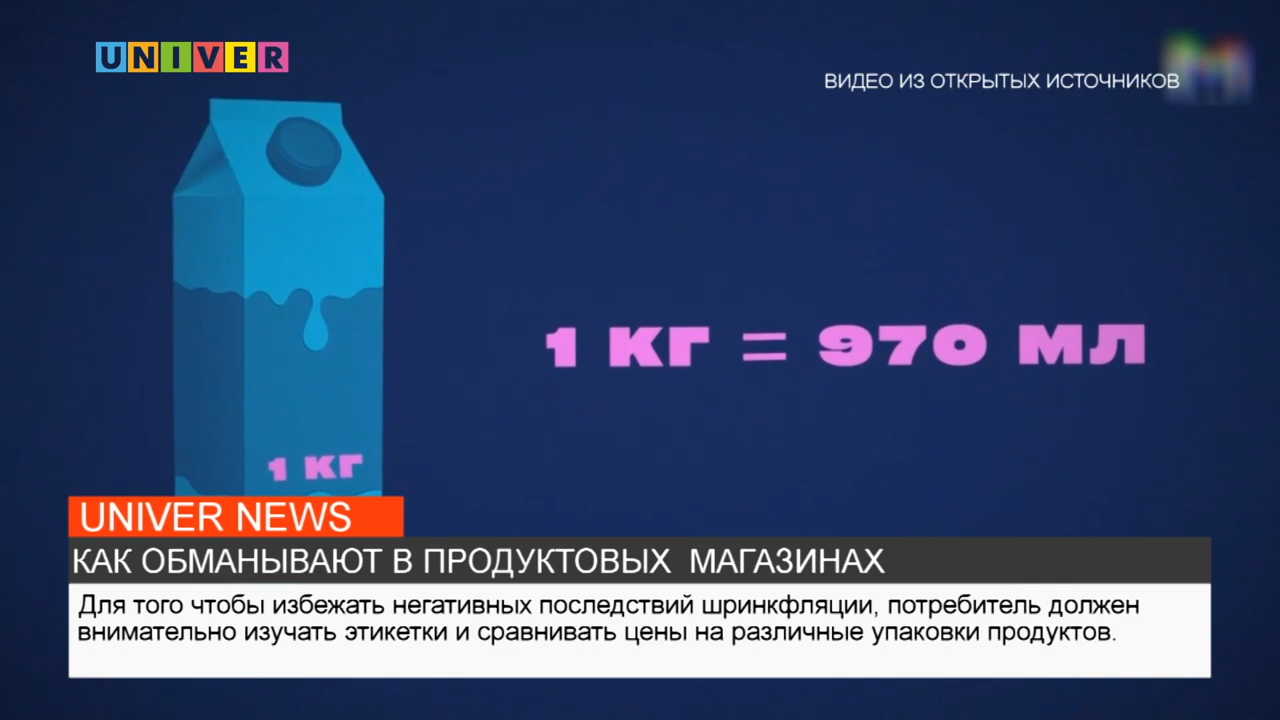 UNIVER
ВИДЕО ИЗ ОТКРЫТЫХ ИСТОЧНИКОВ
1 КГ = 970 МЛ
1 КГ
UNIVER NEWS
КАК ОБМАНЫВАЮТ В ПРОДУКТОВЫХ МАГАЗИНАХ
Для того чтобы избежать негативных последствий шринкфляции, потребитель должен
внимательно изучать этикетки и сравнивать цены на различные упаковки продуктов.